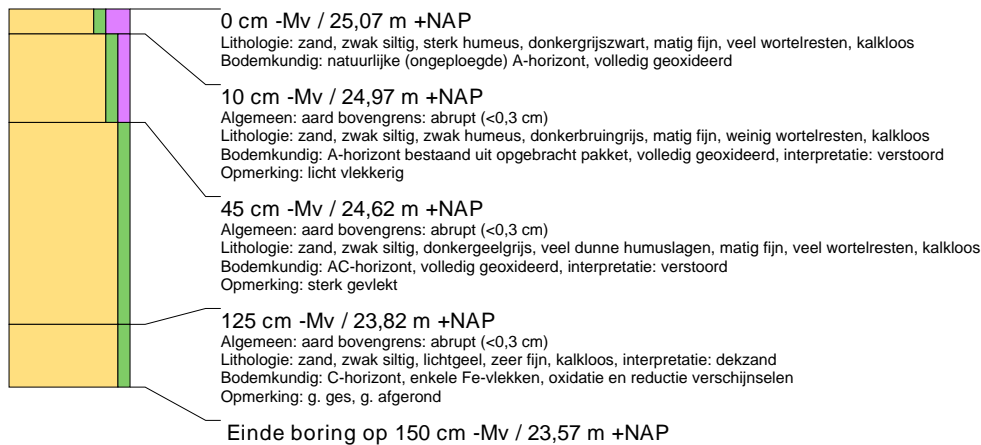 0 cm -Mv / 25,07 m +NAP
Lithologie: zand, zwak siltig, sterk humeus, donkergrijszwart, matig fijn, veel wortelresten, kalkloos
Bodemkundig: natuurlijke (ongeploegde) A-horizont, volledig geoxideerd
10 cm -Mv / 24,97 m +NAP
Algemeen: aard bovengrens: abrupt (<0,3 cm)
Lithologie: zand, zwak siltig, zwak humeus, donkerbruingrijs, matig fijn, weinig wortelresten, kalkloos
Bodemkundig: A-horizont bestaand uit opgebracht pakket, volledig geoxideerd, interpretatie: verstoord
Opmerking: licht vlekkerig
45 cm -Mv / 24,62 m +NAP
Algemeen: aard bovengrens: abrupt (<0,3 cm)
Lithologie: zand, zwak siltig, donkergeelgrijs, veel dunne humuslagen, matig fijn, veel wortelresten, kalkloos
Bodemkundig: AC-horizont, volledig geoxideerd, interpretatie: verstoord
Opmerking: sterk gevlekt
125 cm -Mv / 23,82 m +NAP
Algemeen: aard bovengrens: abrupt (<0,3 cm)
Lithologie: zand, zwak siltig, lichtgeel, zeer fijn, kalkloos, interpretatie: dekzand
Bodemkundig: C-horizont, enkele Fe-vlekken, oxidatie en reductie verschijnselen
Opmerking: g. ges, g. afgerond
Einde boring op 150 cm -Mv / 23,57 m +NAP